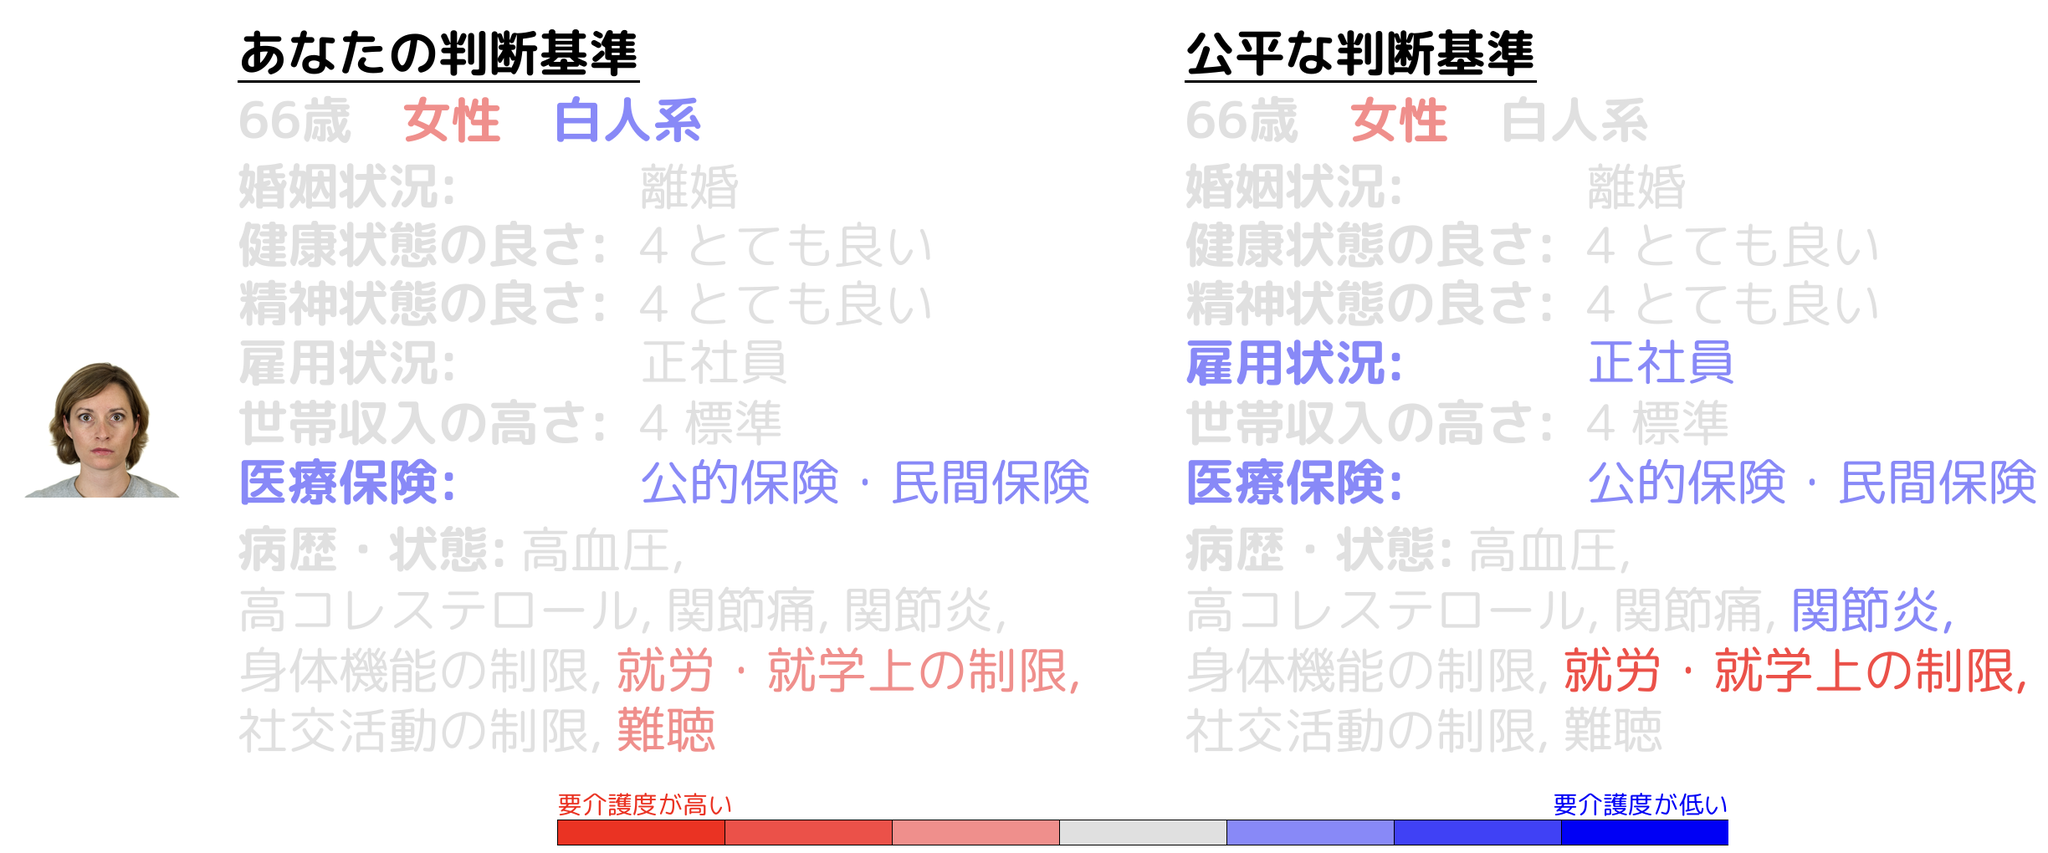 あなたの判断基準
66歳 女性 白人系
婚姻状況: 離婚
健康状態の良さ: 4 とても良い
精神状態の良さ: 4 とても良い
雇用状況: 正社員
世帯収入の高さ: 4 標準
医療保険: 公的保険・民間保険
病歴・状態: 高血圧,
高コレステロール, 関節痛, 関節炎,
身体機能の制限, 就労・就学上の制限,
社交活動の制限, 難聴
公平な判断基準
66歳 女性 白人系
婚姻状況: 離婚
健康状態の良さ: 4 とても良い
精神状態の良さ: 4 とても良い
雇用状況: 正社員
世帯収入の高さ: 4 標準
医療保険: 公的保険・民間保険
病歴・状態: 高血圧,
高コレステロール, 関節痛, 関節炎,
身体機能の制限, 就労・就学上の制限,
社交活動の制限, 難聴
要介護度が高い
要介護度が低い